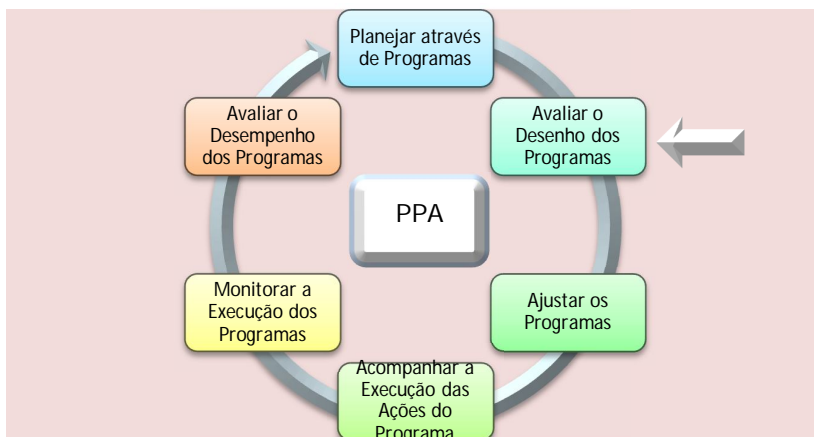 Planejar através
de Programas
Avaliar o
Desenho dos
Programas
Ajustar os
Programas
Acompanhar a
Execução das
Ações do
Programa
Monitorar a
Execução dos
Programas
Avaliar o
Desempenho
dos Programas
PPA